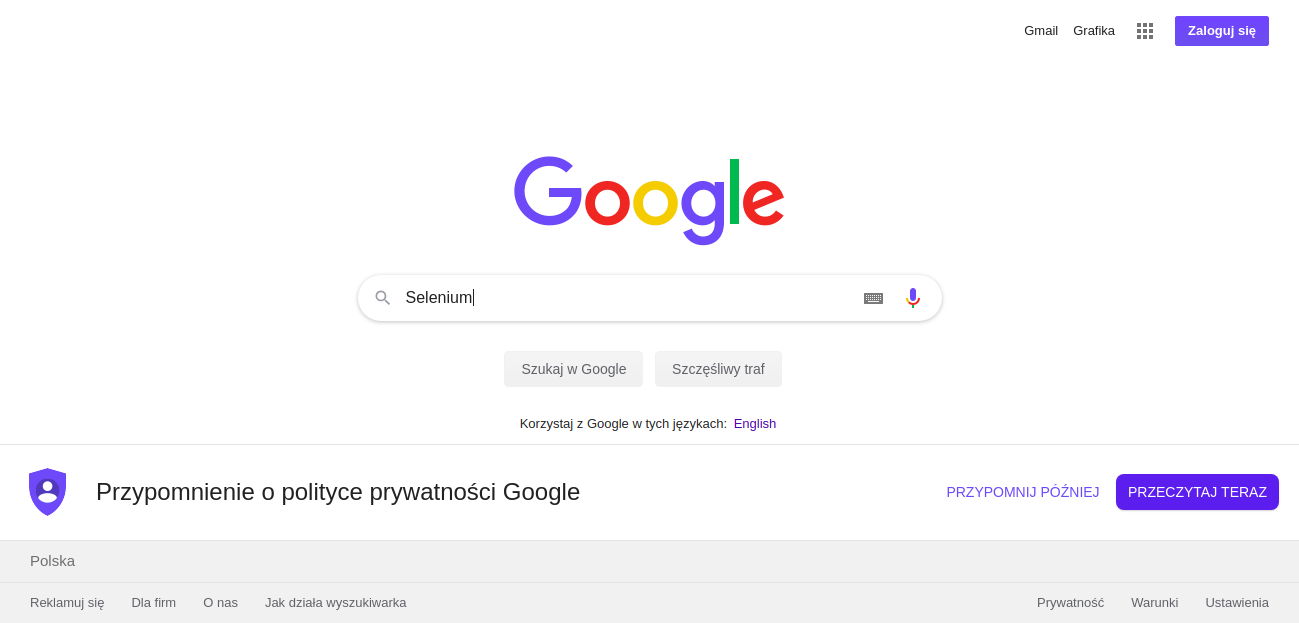 Gmail Grafika Zaloguj się
Google
Selenium
Szukaj w Google Szczęśliwy traf
Korzystaj z Google w tych językach: English
Przypomnienie o polityce prywatności Google PRZYPOMNIJ PÓŹNIEJ PRZECZYTAJ TERAZ
Polska
Reklamuj się Dla firm O nas Jak działa wyszukiwarka Prywatność Warunki Ustawienia